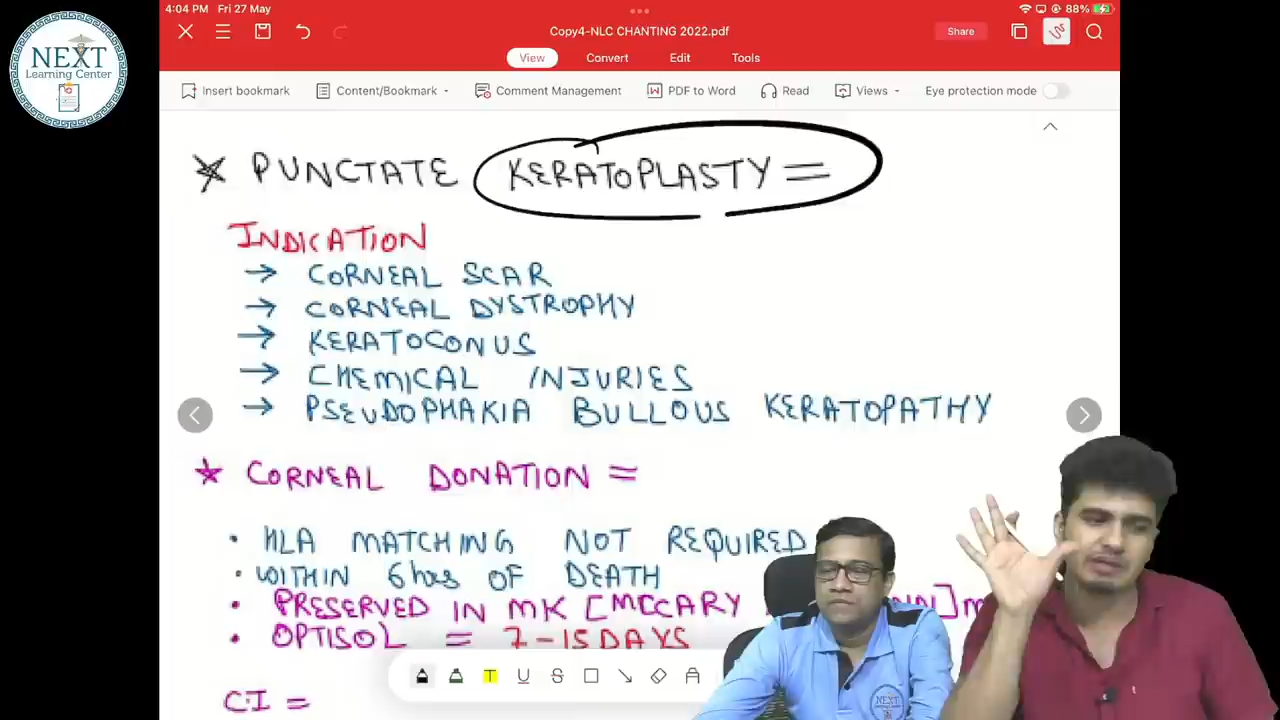 4:04 PM Fri 27 May
88%
NEXT
Learning Center
Copy4-NLC CHANTING 2022.pdf
Share
View Convert Edit Tools
Insert bookmark Content/Bookmark Comment Management PDF to Word Read Views Eye protection mode
PUNCTATE KERATOPLASTY =
INDICATION
→ CORNEAL SCAR
→ CORNEAL DYSTROPHY
→ KERATOCONUS
→ CHEMICAL INJURIES
→ PSEUDOPHAKIA BULLOUS KERATOPATHY
CORNEAL DONATION =
• HLA MATCHING NOT REQUIRED
• WITHIN 6 hrs OF DEATH
• PRESERVED IN MK [MCCARY
• OPTISOL = 7-15 DAYS
C.I =
NEXT